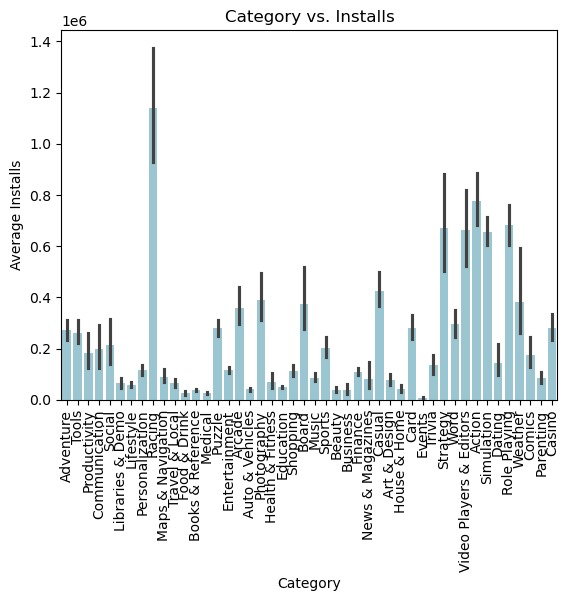 Category vs. Installs
1e6
1.4
1.2
1.0
0.8
0.6
0.4
0.2
0.0
Average Installs
Adventure
Tools
Productivity
Communication
Social
Libraries & Demo
Lifestyle
Personalization
Racing
Maps & Navigation
Travel & Local
Food & Drink
Books & Reference
Medical
Puzzle
Entertainment
Arcade
Auto & Vehicles
Photography
Health & Fitness
Education
Shopping
Board
Music
Sports
Beauty
Business
Finance
News & Magazines
Casual
Art & Design
House & Home
Card
Events
Trivia
Strategy
Word
Video Players & Editors
Action
Simulation
Dating
Role Playing
Weather
Comics
Parenting
Casino
Category